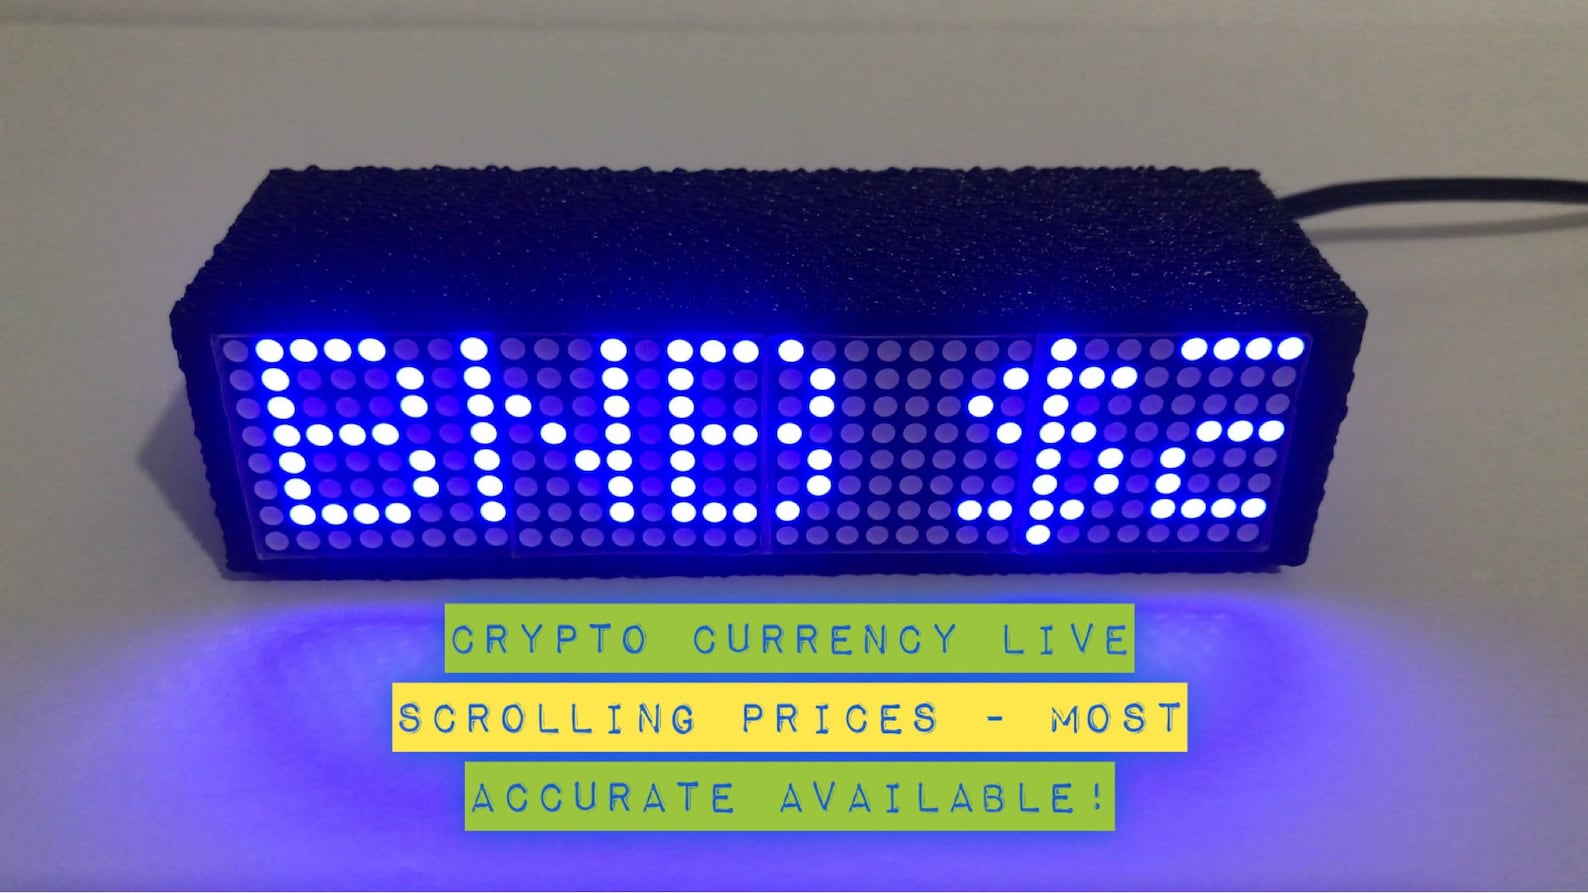 CRYPTO CURRENCY LIVE
SCROLLING PRICES - MOST
ACCURATE AVAILABLE!